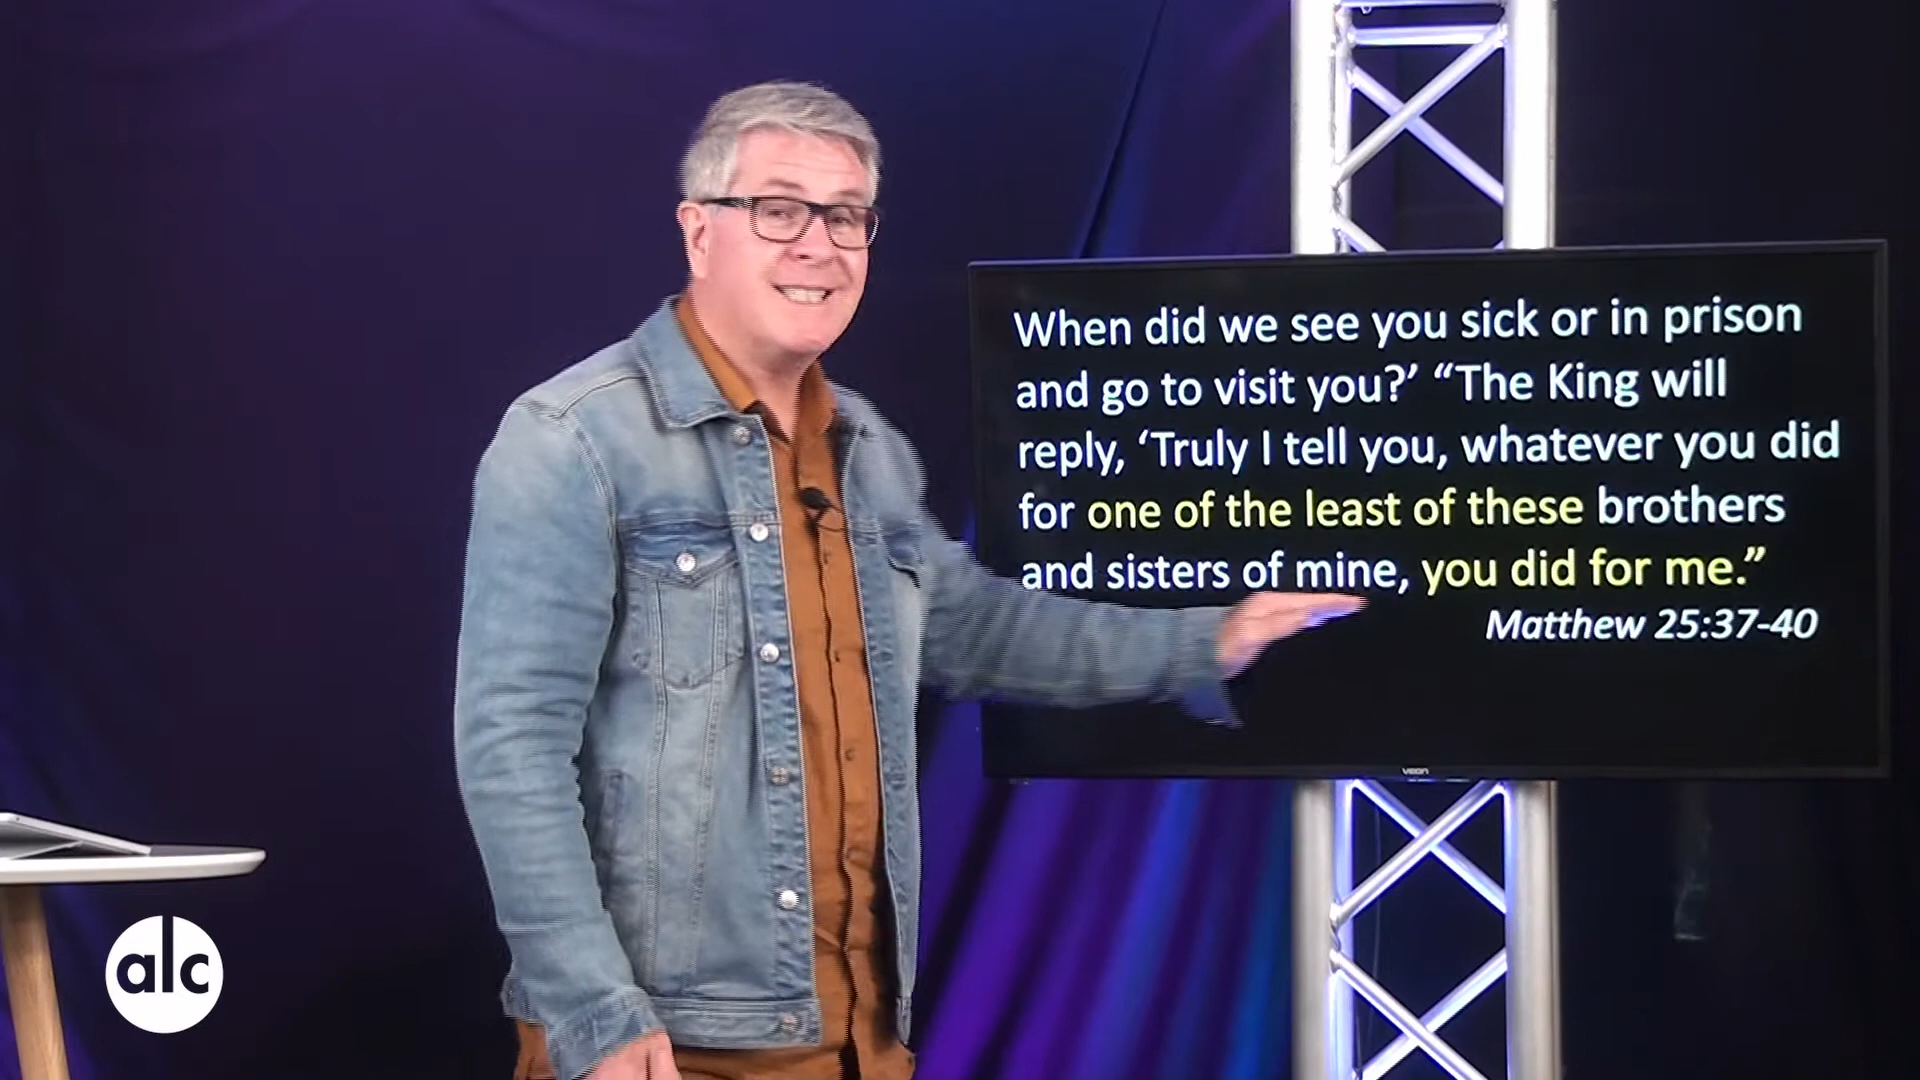 When did we see you sick or in prison
and go to visit you?’ “The King will
reply, ‘Truly I tell you, whatever you did
for one of the least of these brothers
and sisters of mine, you did for me.”
Matthew 25:37-40
VEON
alc